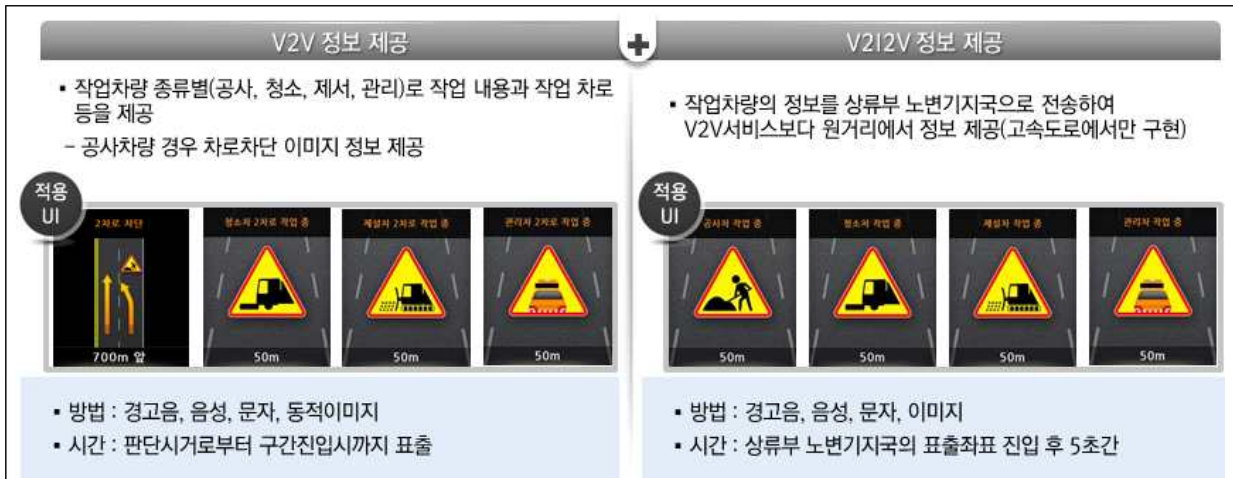 V2V 정보 제공
▪ 작업차량 종류별(공사, 청소, 제서, 관리)로 작업 내용과 작업 차로
등을 제공
– 공사차량 경우 차로차단 이미지 정보 제공
적용
UI
2차로 차단
700m 앞
청소차 2차로 작업 중
50m
제설차 2차로 작업 중
50m
관리차 2차로 작업 중
50m
▪ 방법 : 경고음, 음성, 문자, 동적이미지
▪ 시간 : 판단시거로부터 구간진입시까지 표출
V2I2V 정보 제공
▪ 작업차량의 정보를 상류부 노변기지국으로 전송하여
V2V서비스보다 원거리에서 정보 제공(고속도로에서만 구현)
적용
UI
공사차 작업 중
50m
청소차 작업 중
50m
제설차 작업 중
50m
관리차 작업 중
50m
▪ 방법 : 경고음, 음성, 문자, 이미지
▪ 시간 : 상류부 노변기지국의 표출좌표 진입 후 5초간